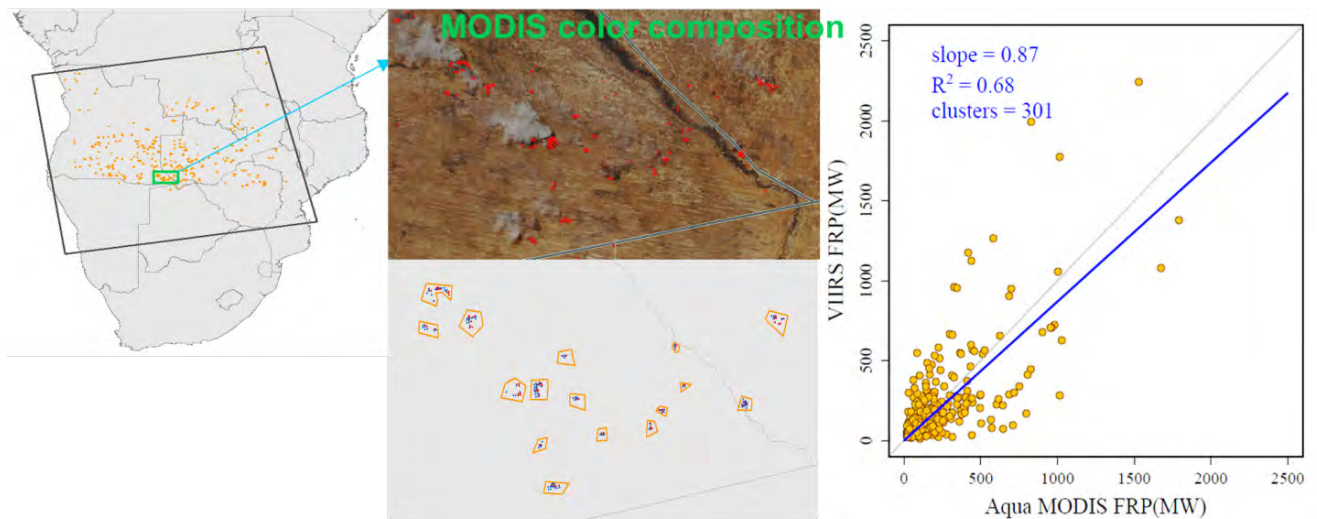 MODIS color composition
slope = 0.87
R² = 0.68
clusters = 301
VIIRS FRP(MW)
2500
2000
1500
1000
500
0
0 500 1000 1500 2000 2500
Aqua MODIS FRP(MW)